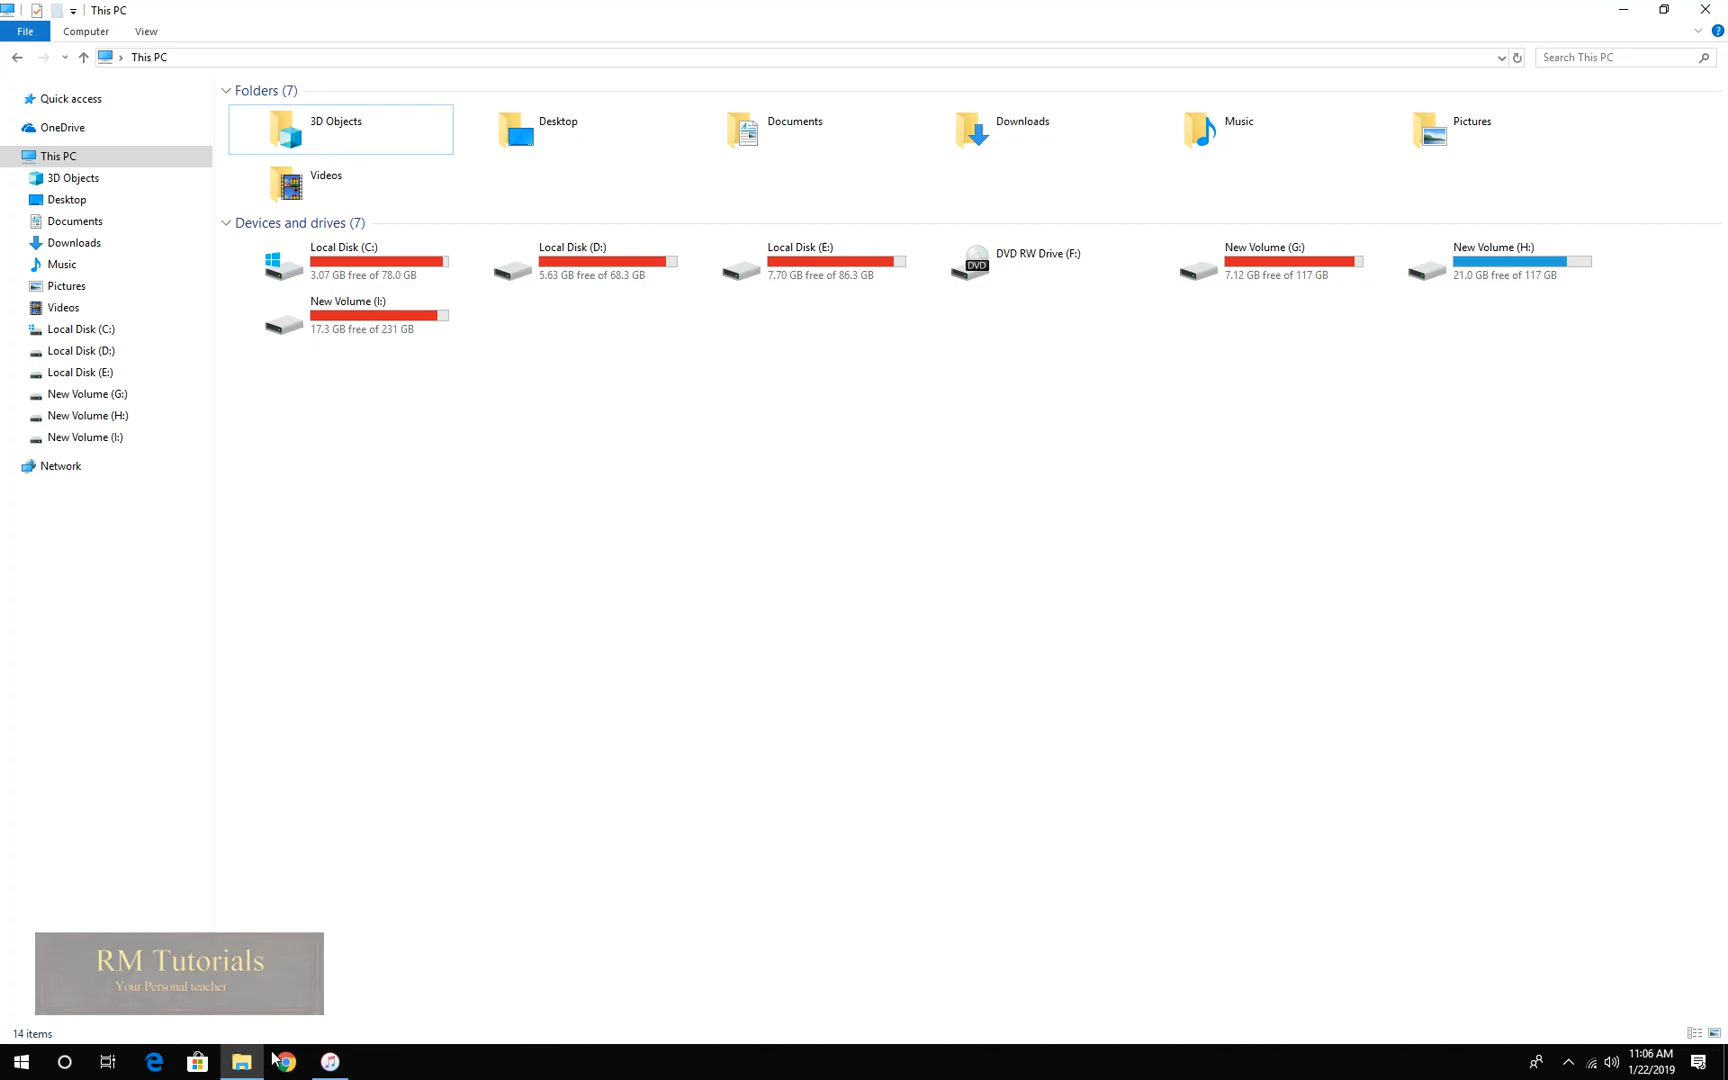 This PC
File Computer View
This PC
Search This PC
Quick access
OneDrive
This PC
3D Objects
Desktop
Documents
Downloads
Music
Pictures
Videos
Local Disk (C:)
Local Disk (D:)
Local Disk (E:)
New Volume (G:)
New Volume (H:)
New Volume (I:)
Network
Folders (7)
3D Objects
Desktop
Documents
Downloads
Music
Pictures
Videos
Devices and drives (7)
Local Disk (C:)
3.07 GB free of 78.0 GB
Local Disk (D:)
5.63 GB free of 68.3 GB
Local Disk (E:)
7.70 GB free of 86.3 GB
DVD RW Drive (F:)
DVD
New Volume (G:)
7.12 GB free of 117 GB
New Volume (H:)
21.0 GB free of 117 GB
New Volume (I:)
17.3 GB free of 231 GB
RM Tutorials
Your Personal teacher
14 items
11:06 AM
1/22/2019